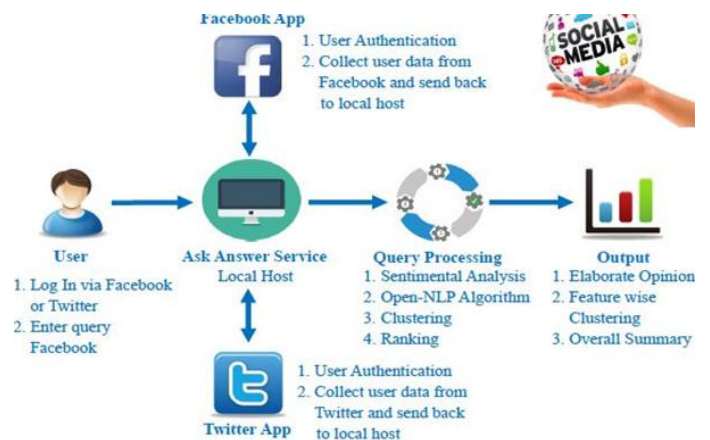 Facebook App
1. User Authentication
2. Collect user data from
Facebook and send back
to local host
SOCIAL
MEDIA
User
1. Log In via Facebook
or Twitter
2. Enter query
Facebook
Ask Answer Service
Local Host
Query Processing
1. Sentimental Analysis
2. Open-NLP Algorithm
3. Clustering
4. Ranking
Output
1. Elaborate Opinion
2. Feature wise
Clustering
3. Overall Summary
1. User Authentication
2. Collect user data from
Twitter and send back
to local host
Twitter App